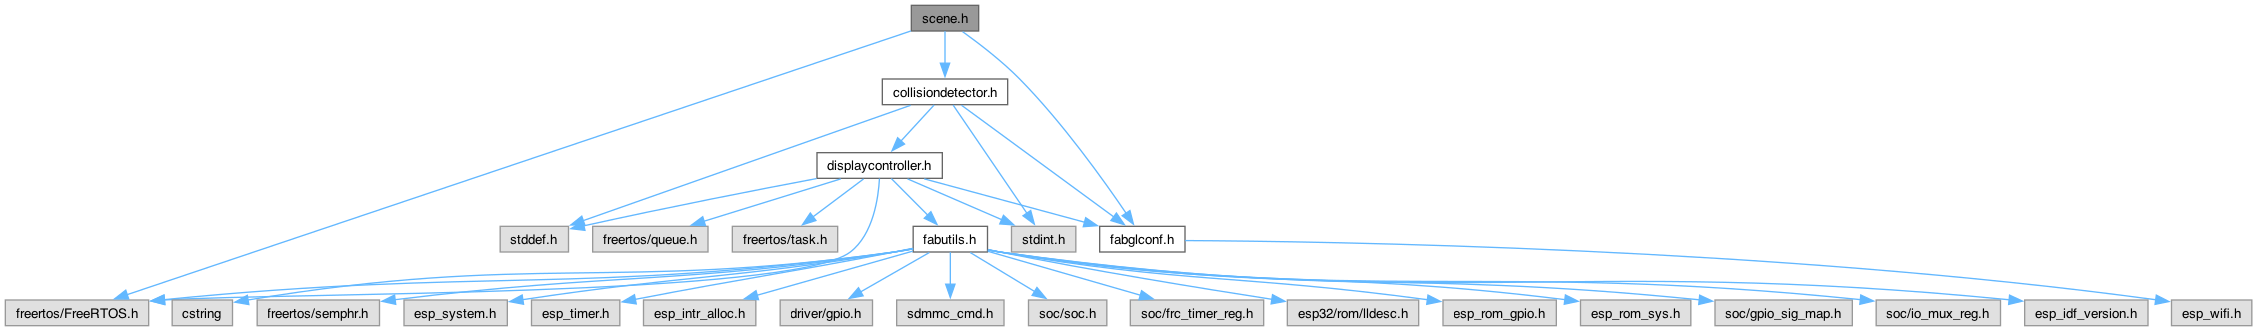 scene.h
collisiondetector.h
displaycontroller.h
stddef.h
freertos/queue.h
freertos/task.h
fabutils.h
stdint.h
fabglconf.h
freertos/FreeRTOS.h
cstring
freertos/semphr.h
esp_system.h
esp_timer.h
esp_intr_alloc.h
driver/gpio.h
sdmmc_cmd.h
soc/soc.h
soc/frc_timer_reg.h
esp32/rom/lldesc.h
esp_rom_gpio.h
esp_rom_sys.h
soc/gpio_sig_map.h
soc/io_mux_reg.h
esp_idf_version.h
esp_wifi.h